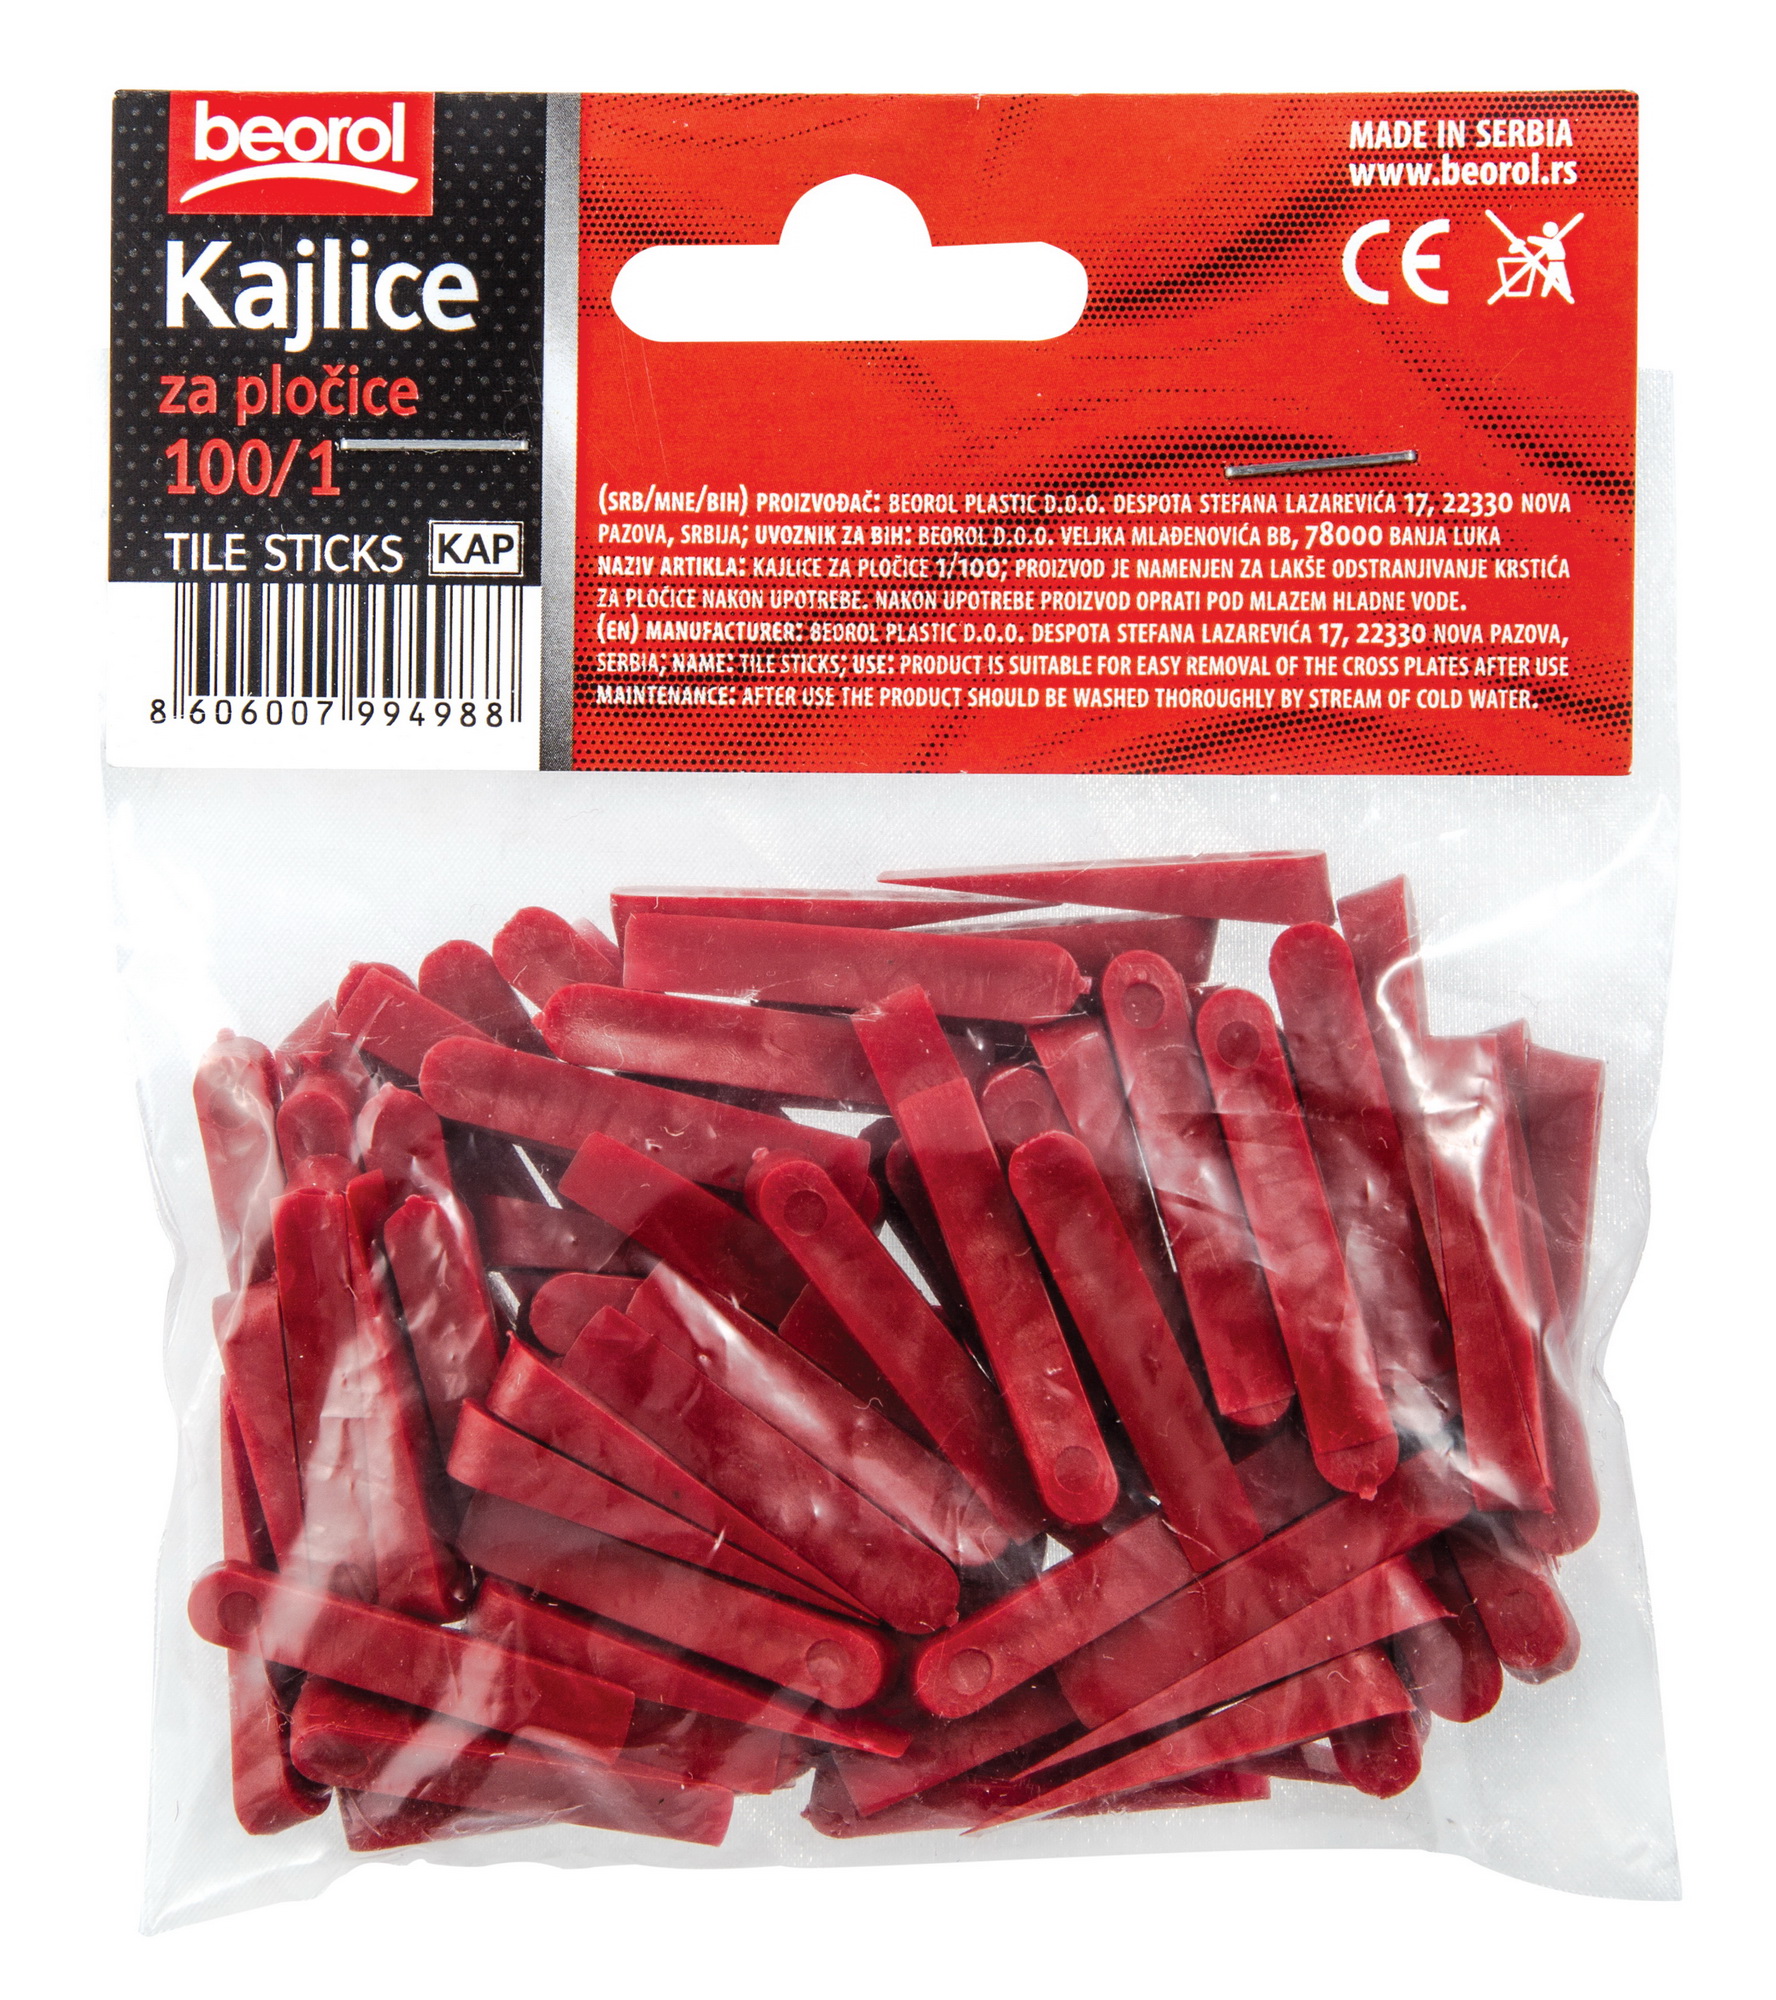 beorol
Kajlice
za pločice
100/1
TILE STICKS KAP
8 606007 994988
MADE IN SERBIA
www.beorol.rs
CE
(SRB/MNE/BIH) PROIZVOĐAČ: BEOROL PLASTIC D.O.O. DESPOTA STEFANA LAZAREVIĆA 17, 22330 NOVA
PAZOVA, SRBIJA; UVOZNIK ZA BIH: BEOROL D.O.O. VELJKA MLAĐENOVIĆA BB, 78000 BANJA LUKA
NAZIV ARTIKLA: KAJLICE ZA PLOČICE 1/100; PROIZVOD JE NAMENJEN ZA LAKŠE ODSTRANJIVANJE KRSTIĆA
ZA PLOČICE NAKON UPOTREBE. NAKON UPOTREBE PROIZVOD OPRATI POD MLAZEM HLADNE VODE.
(EN) MANUFACTURER: BEOROL PLASTIC D.O.O. DESPOTA STEFANA LAZAREVIĆA 17, 22330 NOVA PAZOVA,
SERBIA; NAME: TILE STICKS; USE: PRODUCT IS SUITABLE FOR EASY REMOVAL OF THE CROSS PLATES AFTER USE
MAINTENANCE: AFTER USE THE PRODUCT SHOULD BE WASHED THOROUGHLY BY STREAM OF COLD WATER.